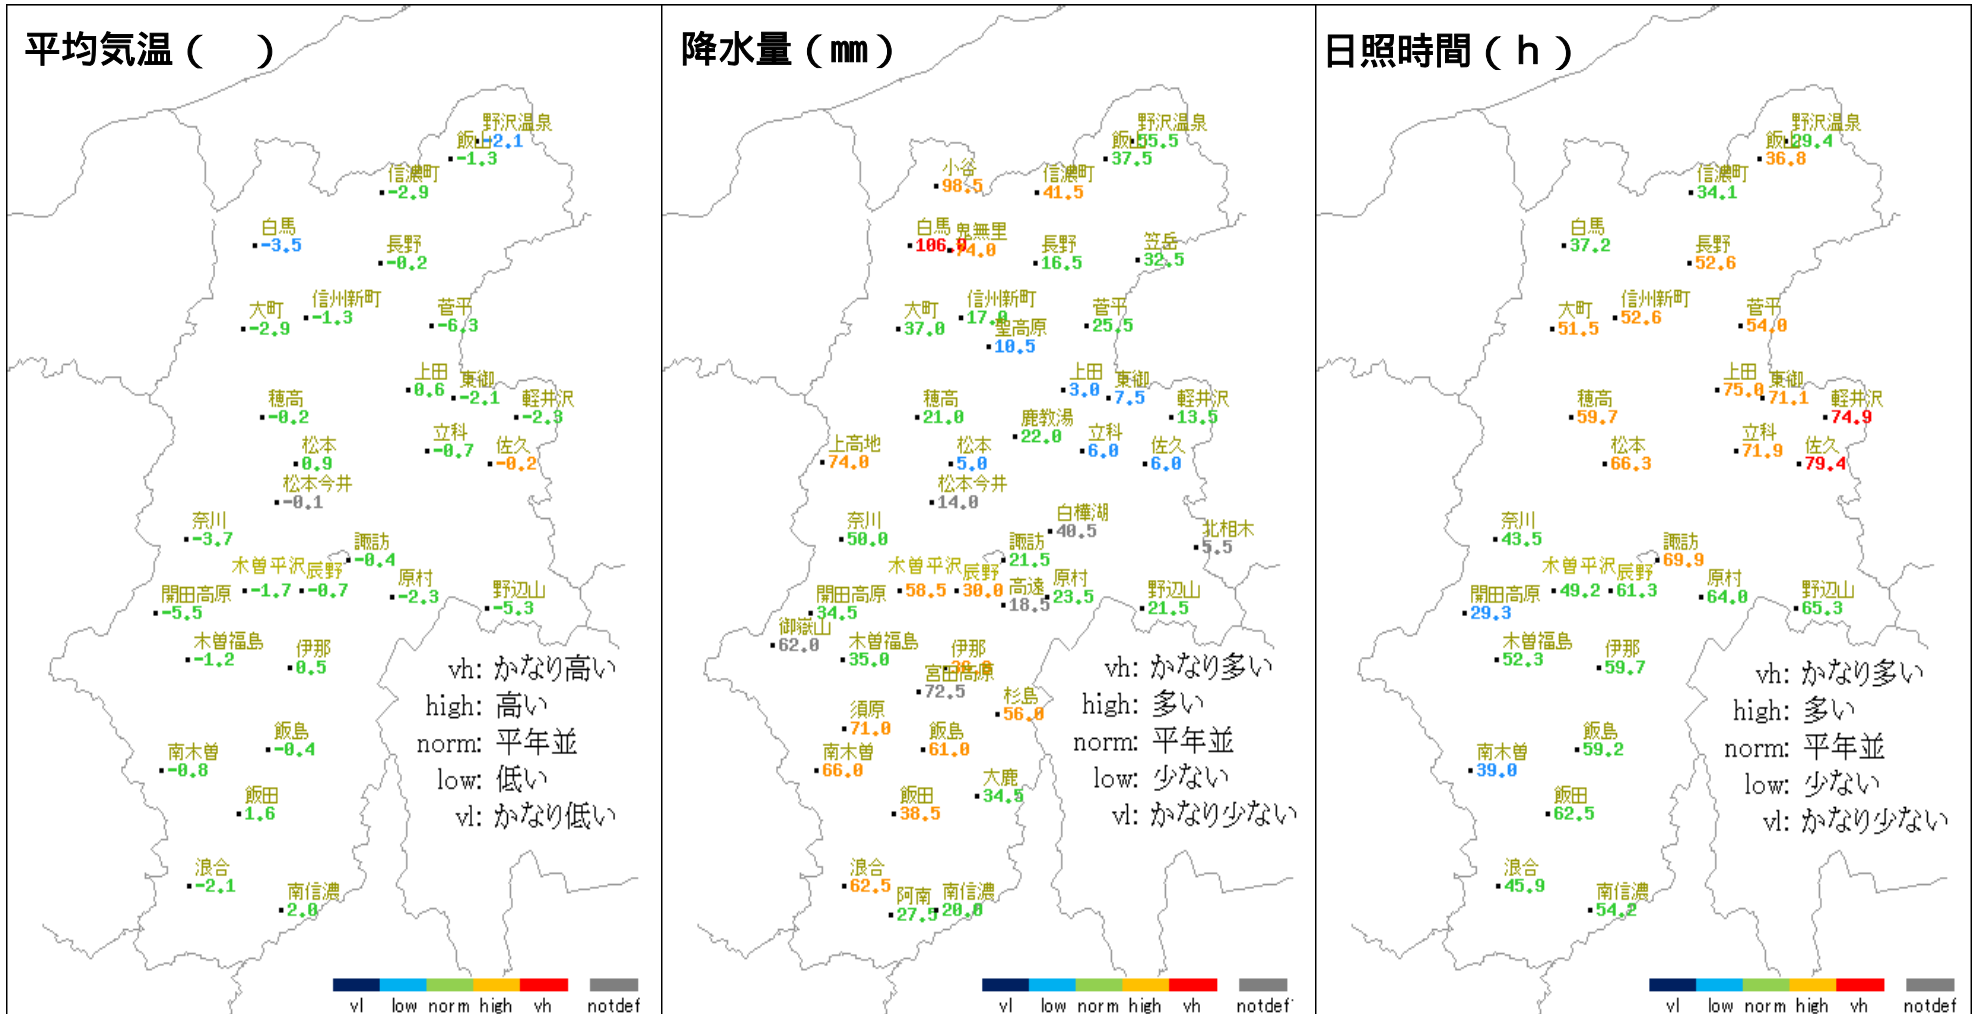 平均気温（　）
野沢温泉
-2.1
飯山
-1.3
信濃町
-2.9
白馬
-3.5
長野
-0.2
信州新町
-1.3
大町
-2.9
菅平
-6.3
上田
0.6
東御
-2.1
軽井沢
-2.3
穂高
-0.2
立科
-0.7
佐久
-0.2
松本
0.9
松本今井
-0.1
奈川
-3.7
諏訪
-0.4
木曽平沢
-1.7
辰野
-0.7
原村
-2.3
野辺山
-5.3
開田高原
-5.5
木曽福島
-1.2
伊那
0.5
飯島
-0.4
南木曽
-0.8
飯田
1.6
浪合
-2.1
南信濃
2.0
vh: かなり高い
high: 高い
norm: 平年並
low: 低い
vl: かなり低い
vl low norm high vh notdef
降水量（㎜）
野沢温泉
55.5
飯山
37.5
小谷
98.5
信濃町
41.5
白馬
106.0
鬼無里
74.0
長野
16.5
笠岳
32.5
大町
37.0
信州新町
17.0
聖高原
10.5
菅平
25.5
上田
3.0
東御
7.5
軽井沢
13.5
穂高
21.0
鹿教湯
22.0
立科
6.0
佐久
6.0
上高地
74.0
松本
5.0
松本今井
14.0
白樺湖
40.5
北相木
5.5
奈川
50.0
諏訪
21.5
木曽平沢
58.5
辰野
30.0
高遠
18.5
原村
23.5
野辺山
21.5
開田高原
34.5
御嶽山
62.0
木曽福島
35.0
伊那
宮田高原
72.5
杉島
56.0
須原
71.0
飯島
61.0
南木曽
66.0
大鹿
34.5
飯田
38.5
浪合
62.5
阿南
27.5
南信濃
20.0
vh: かなり多い
high: 多い
norm: 平年並
low: 少ない
vl: かなり少ない
vl low norm high vh notdef
日照時間（ｈ）
野沢温泉
29.4
飯山
36.8
信濃町
34.1
白馬
37.2
長野
52.6
大町
51.5
信州新町
52.6
菅平
54.0
上田
75.0
東御
71.1
軽井沢
74.9
穂高
59.7
立科
71.9
佐久
79.4
松本
66.3
奈川
43.5
諏訪
69.9
木曽平沢
49.2
辰野
61.3
原村
64.0
野辺山
65.3
開田高原
29.3
木曽福島
52.3
伊那
59.7
飯島
59.2
南木曽
39.0
飯田
62.5
浪合
45.9
南信濃
54.2
vh: かなり多い
high: 多い
norm: 平年並
low: 少ない
vl: かなり少ない
vl low norm high vh notdef